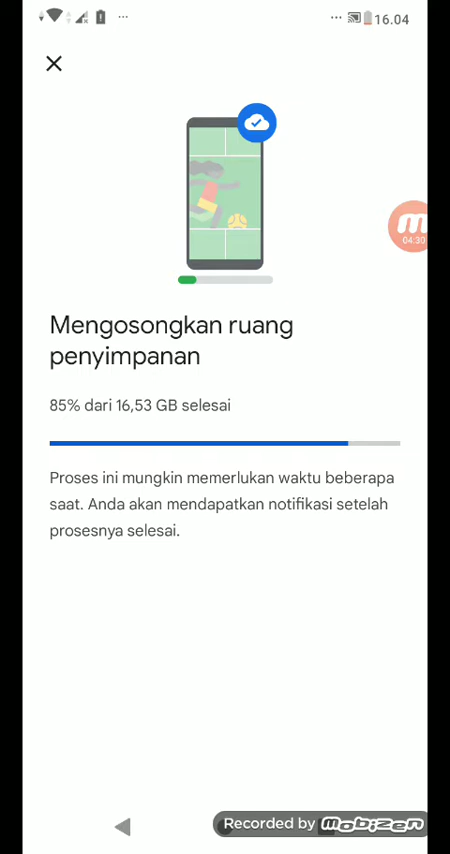 16.04
04:30
Mengosongkan ruang
penyimpanan
85% dari 16,53 GB selesai
Proses ini mungkin memerlukan waktu beberapa
saat. Anda akan mendapatkan notifikasi setelah
prosesnya selesai.
Recorded by mobizen